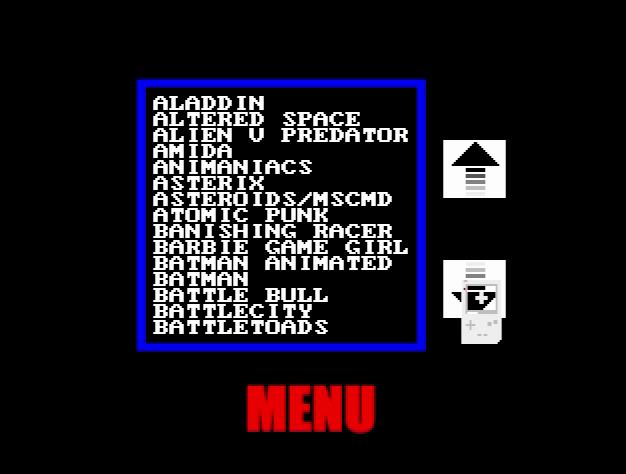 ALADDIN
ALTERED SPACE
ALIEN V PREDATOR
AMIDA
ANIMANIACS
ASTERIX
ASTEROIDS/MSCMD
ATOMIC PUNK
BANISHING RACER
BARBIE GAME GIRL
BATMAN ANIMATED
BATMAN
BATTLE BULL
BATTLECITY
BATTLETOADS
MENU